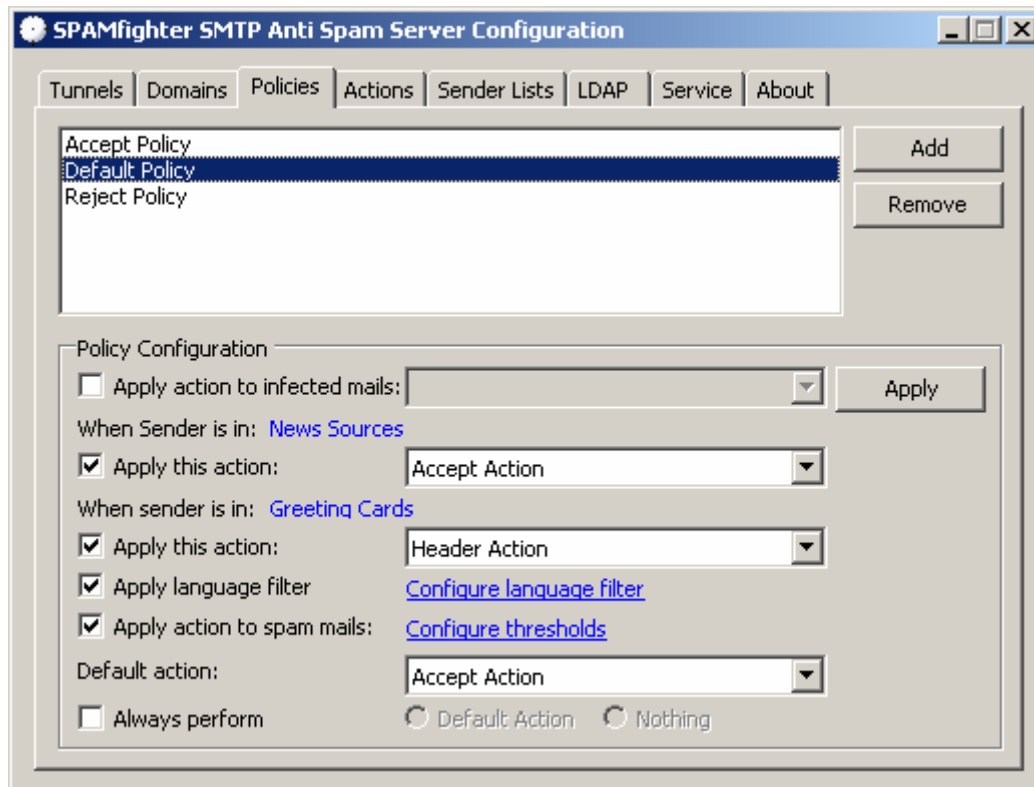 SPAMfighter SMTP Anti Spam Server Configuration
Tunnels Domains Policies Actions Sender Lists LDAP Service About
Accept Policy
Default Policy
Reject Policy
Add
Remove
Policy Configuration
Apply action to infected mails:
Apply
When Sender is in: News Sources
Apply this action: Accept Action
When sender is in: Greeting Cards
Apply this action: Header Action
Apply language filter Configure language filter
Apply action to spam mails: Configure thresholds
Default action: Accept Action
Always perform Default Action Nothing